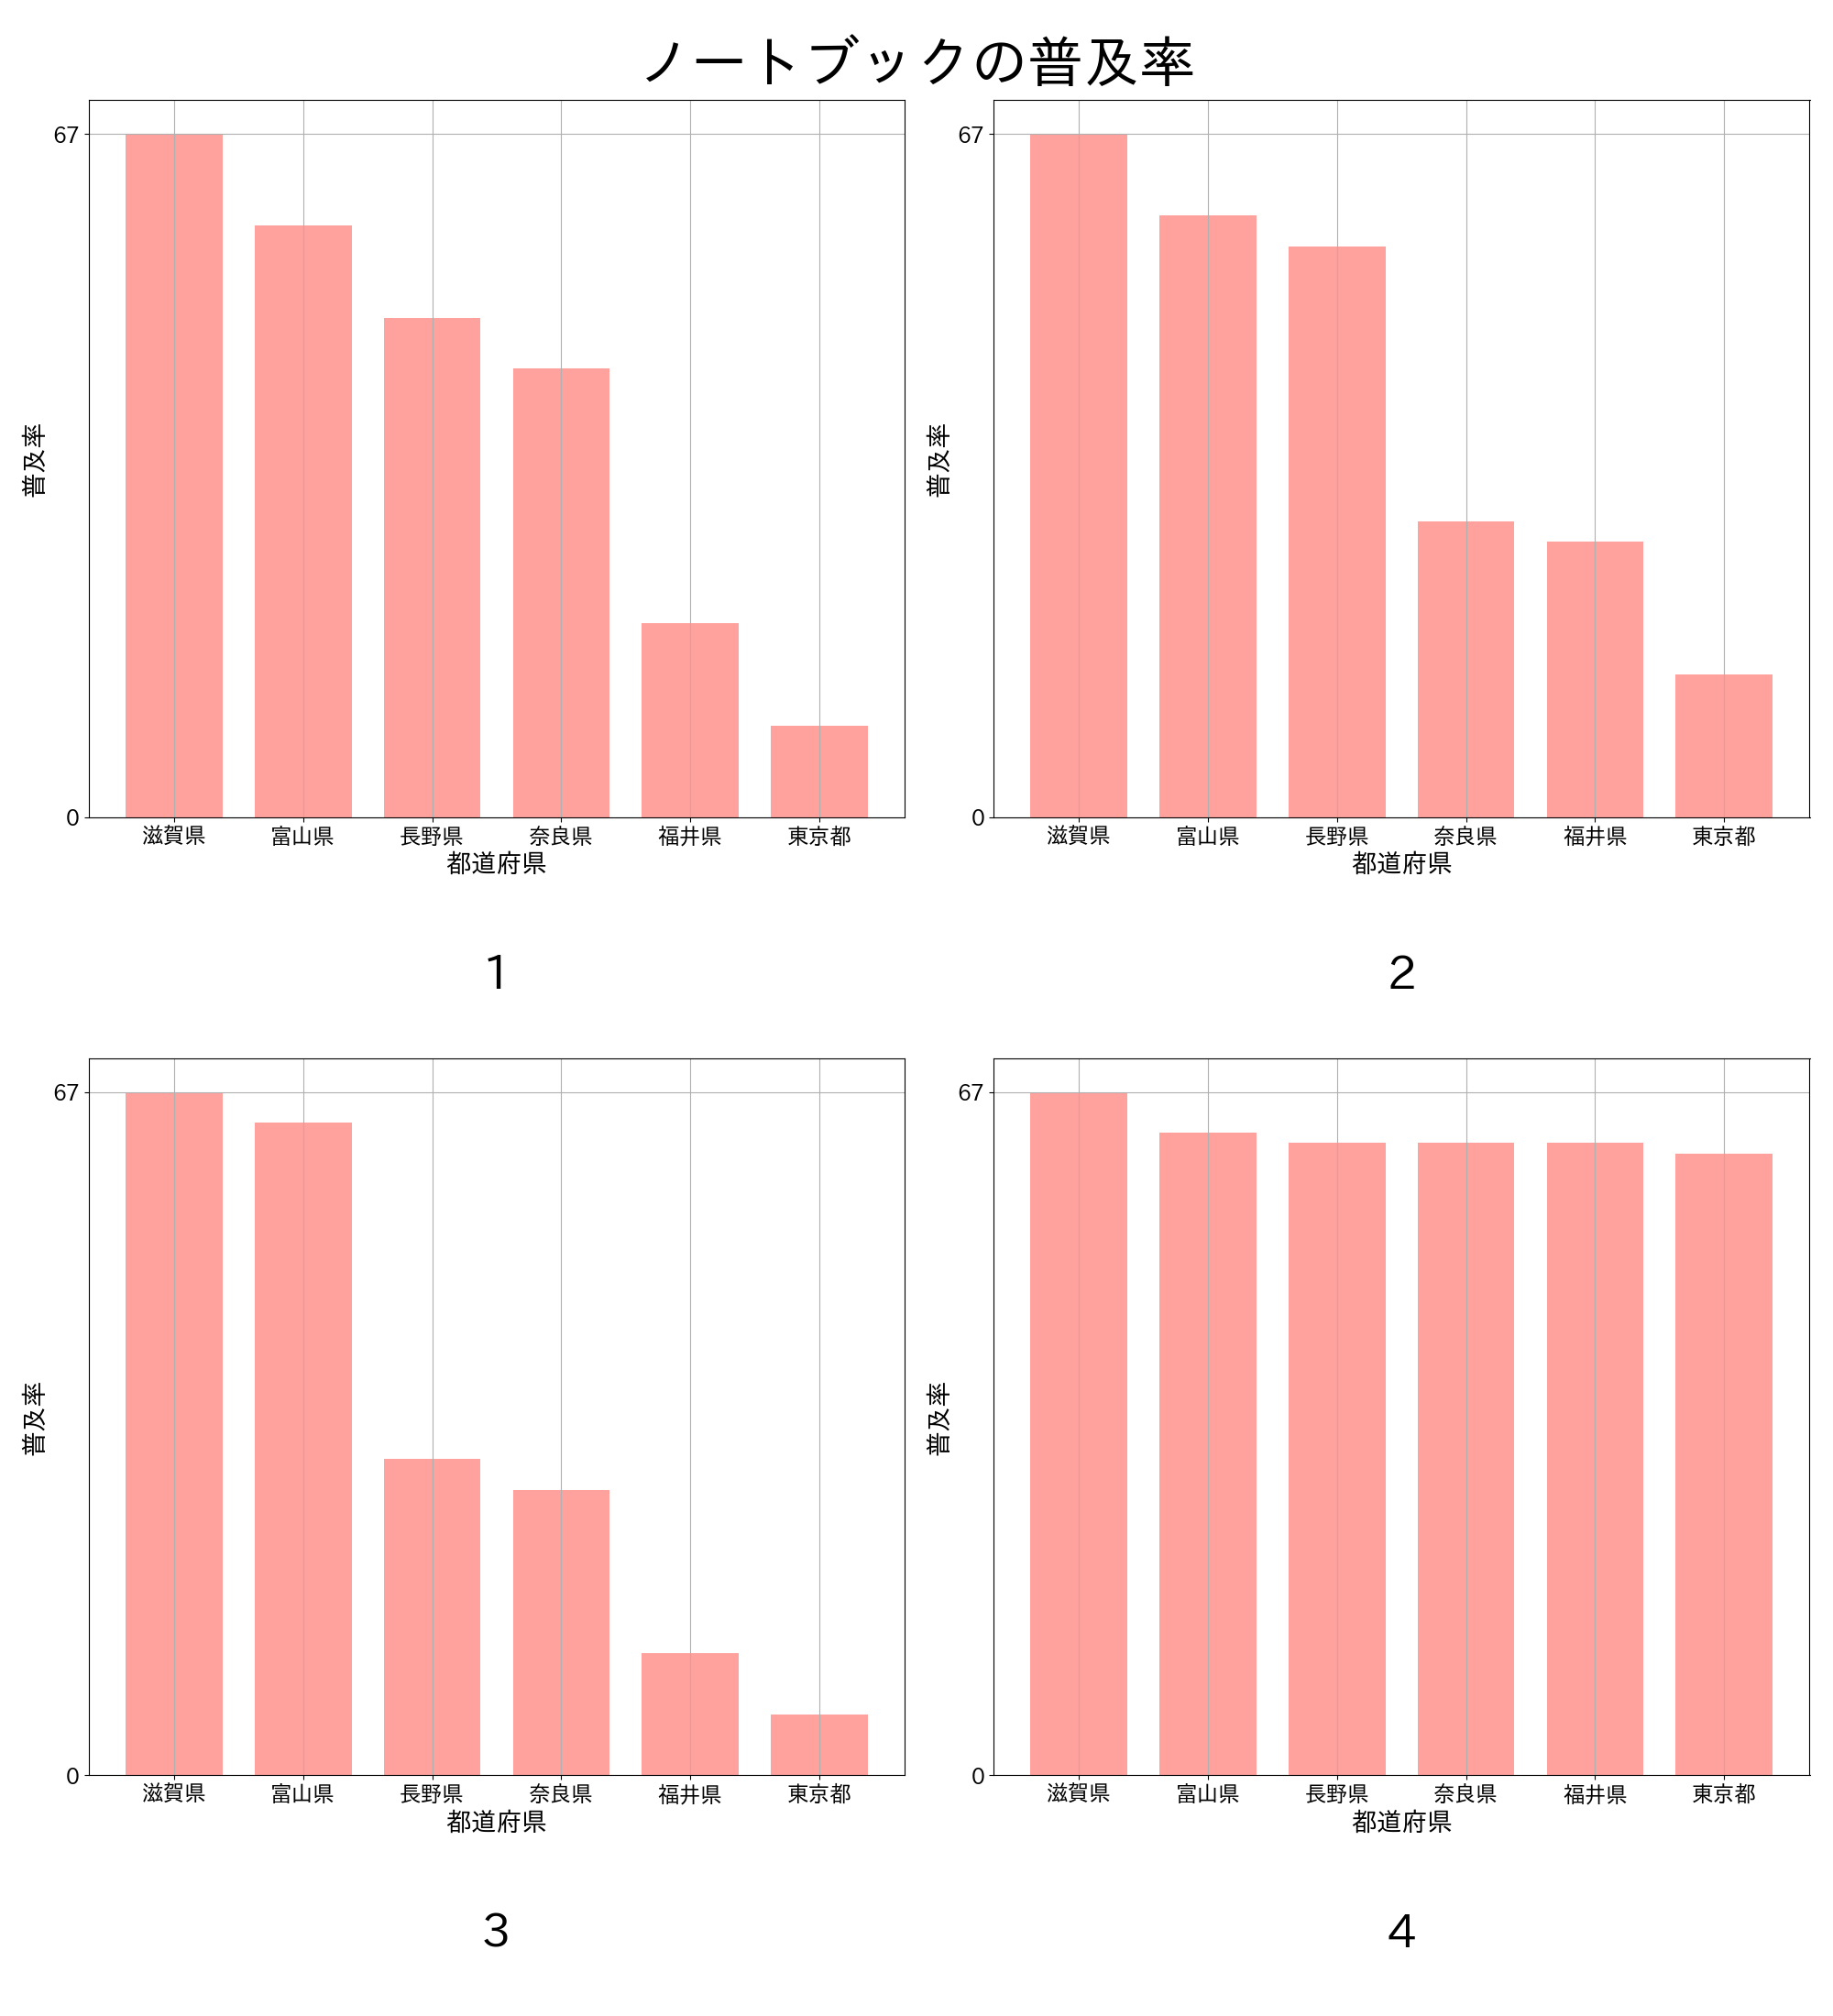 ノートブックの普及率
67
0
普及率
滋賀県 富山県 長野県 奈良県 福井県 東京都
都道府県
1
67
0
普及率
滋賀県 富山県 長野県 奈良県 福井県 東京都
都道府県
2
67
0
普及率
滋賀県 富山県 長野県 奈良県 福井県 東京都
都道府県
3
67
0
普及率
滋賀県 富山県 長野県 奈良県 福井県 東京都
都道府県
4